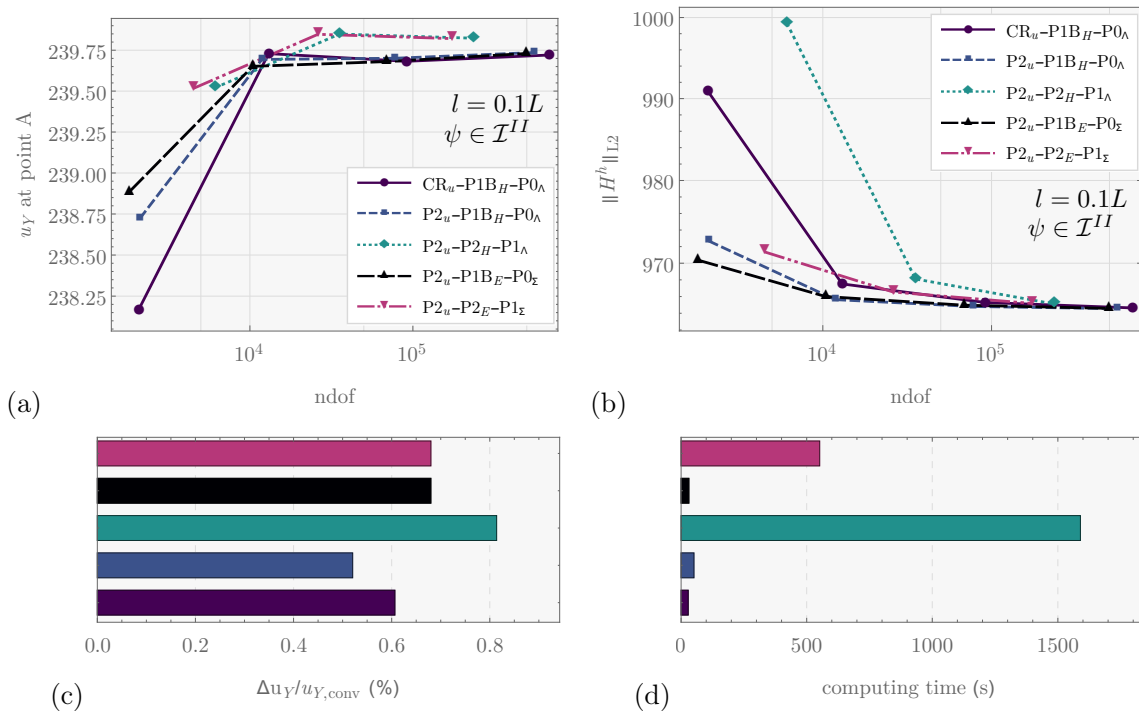 239.75
239.50
239.25
239.00
238.75
238.50
238.25
u_Y at point A
l = 0.1L
ψ ∈ 𝓘^{II}
CR_u–P1B_H–P0_Λ
P2_u–P1B_H–P0_Λ
P2_u–P2_H–P1_Λ
P2_u–P1B_E–P0_Σ
P2_u–P2_E–P1_Σ
10^4
10^5
(a)
ndof
1000
990
980
970
∥H^h∥_{L2}
CR_u–P1B_H–P0_Λ
P2_u–P1B_H–P0_Λ
P2_u–P2_H–P1_Λ
P2_u–P1B_E–P0_Σ
P2_u–P2_E–P1_Σ
l = 0.1L
ψ ∈ 𝓘^{II}
10^4
10^5
(b)
ndof
0.0
0.2
0.4
0.6
0.8
(c)
Δu_Y/u_{Y,conv} (%)
0
500
1000
1500
(d)
computing time (s)